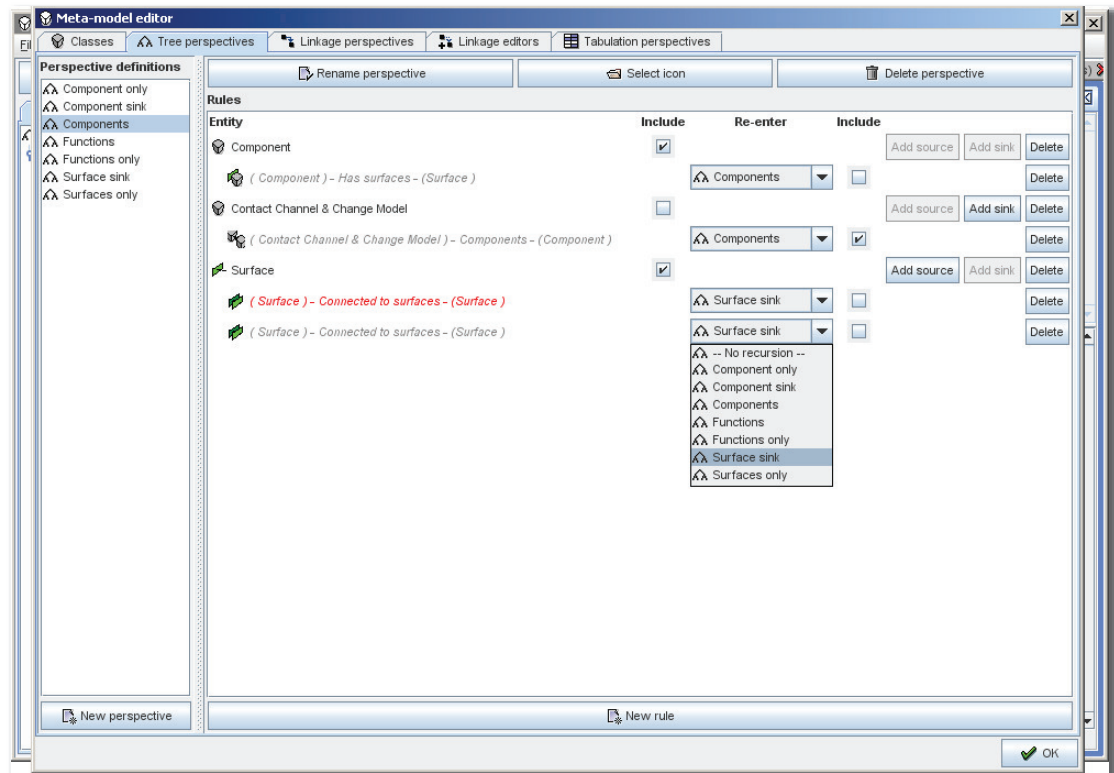 Meta-model editor
Fil
Classes Tree perspectives Linkage perspectives Linkage editors Tabulation perspectives
Perspective definitions
Component only
Component sink
Components
Functions
Functions only
Surface sink
Surfaces only
New perspective
Rename perspective Select icon Delete perspective
Rules
Entity Include Re-enter Include
Component Add source Add sink Delete
( Component ) - Has surfaces - (Surface ) Components Delete
Contact Channel & Change Model Add source Add sink Delete
( Contact Channel & Change Model ) - Components - (Component ) Components Delete
Surface Add source Add sink Delete
( Surface ) - Connected to surfaces - (Surface ) Surface sink Delete
( Surface ) - Connected to surfaces - (Surface ) Surface sink Delete
-- No recursion --
Component only
Component sink
Components
Functions
Functions only
Surface sink
Surfaces only
New rule
OK